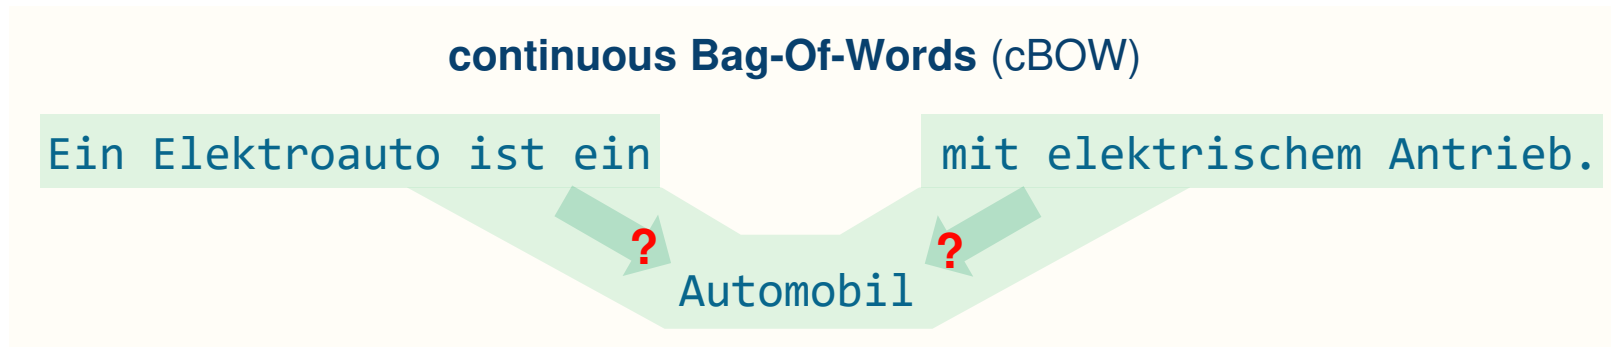 continuous Bag-Of-Words (cBOW)
Ein Elektroauto ist ein mit elektrischem Antrieb.
? ?
Automobil